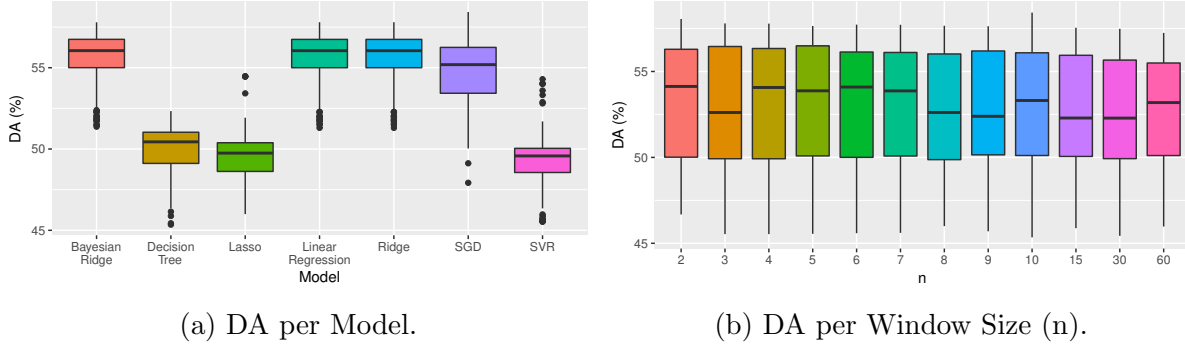 DA (%)
55
50
45
Bayesian Ridge
Decision Tree
Lasso
Linear Regression
Ridge
SGD
SVR
Model
(a) DA per Model.
DA (%)
55
50
45
2 3 4 5 6 7 8 9 10 15 30 60
n
(b) DA per Window Size (n).